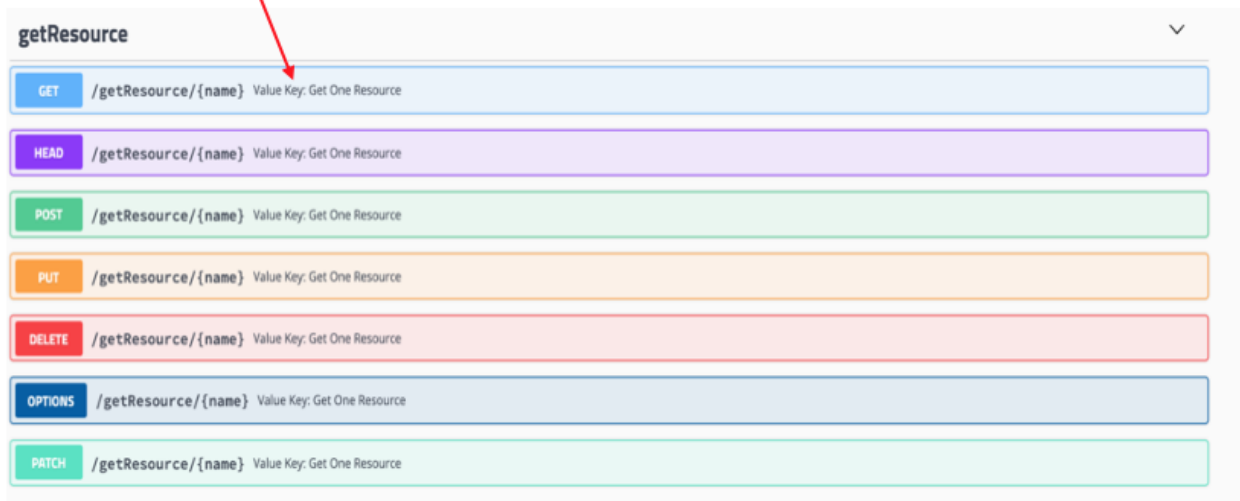 getResource
GET /getResource/{name} Value Key: Get One Resource
HEAD /getResource/{name} Value Key: Get One Resource
POST /getResource/{name} Value Key: Get One Resource
PUT /getResource/{name} Value Key: Get One Resource
DELETE /getResource/{name} Value Key: Get One Resource
OPTIONS /getResource/{name} Value Key: Get One Resource
PATCH /getResource/{name} Value Key: Get One Resource